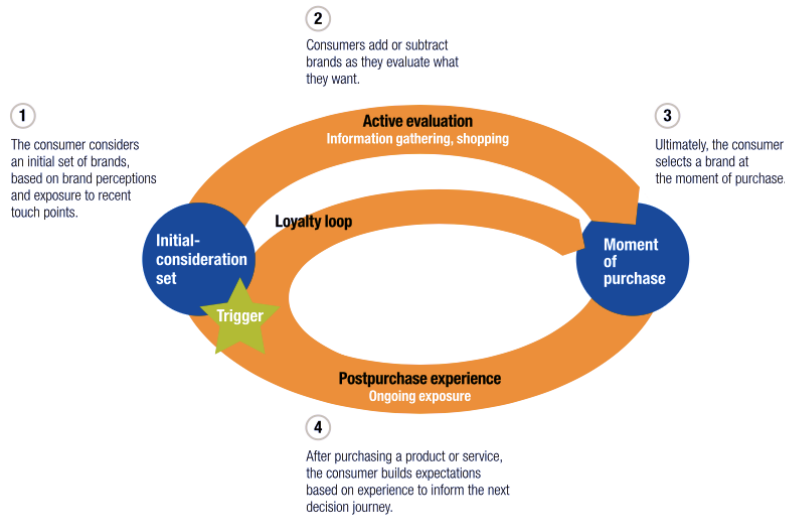 1
The consumer considers
an initial set of brands,
based on brand perceptions
and exposure to recent
touch points.
2
Consumers add or subtract
brands as they evaluate what
they want.
3
Ultimately, the consumer
selects a brand at
the moment of purchase.
Active evaluation
Information gathering, shopping
Loyalty loop
Initial-
consideration
set
Trigger
Moment
of
purchase
Postpurchase experience
Ongoing exposure
4
After purchasing a product or service,
the consumer builds expectations
based on experience to inform the next
decision journey.